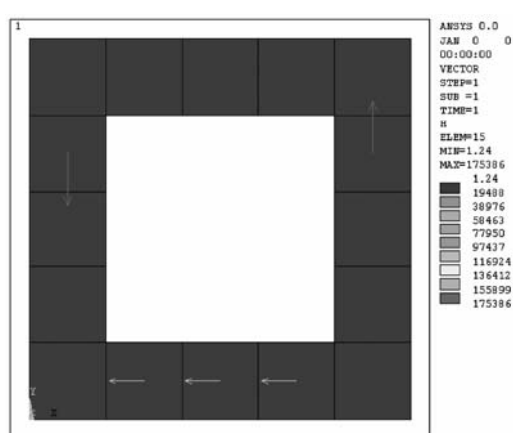 1
ANSYS 0.0
JAN 0 0
00:00:00
VECTOR
STEP=1
SUB =1
TIME=1
H
ELEM=15
MIN=1.24
MAX=175386
1.24
19488
38976
58463
77950
97437
116924
136412
155899
175386
Y
X